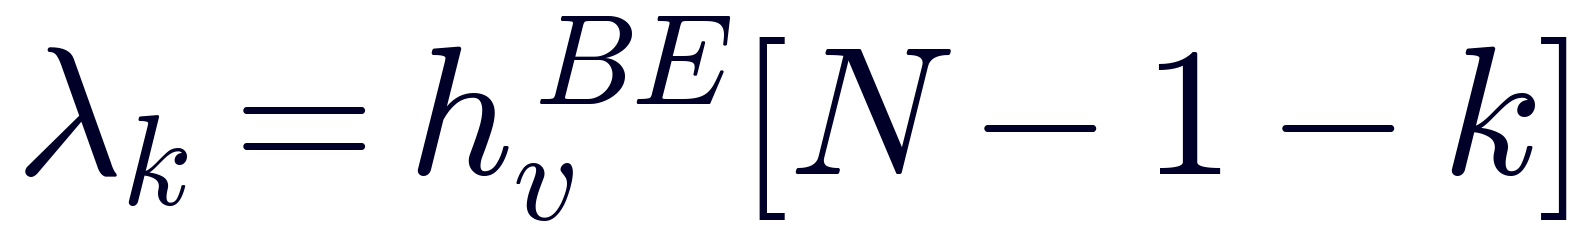 λ_k = h_v^{BE}[N − 1 − k]